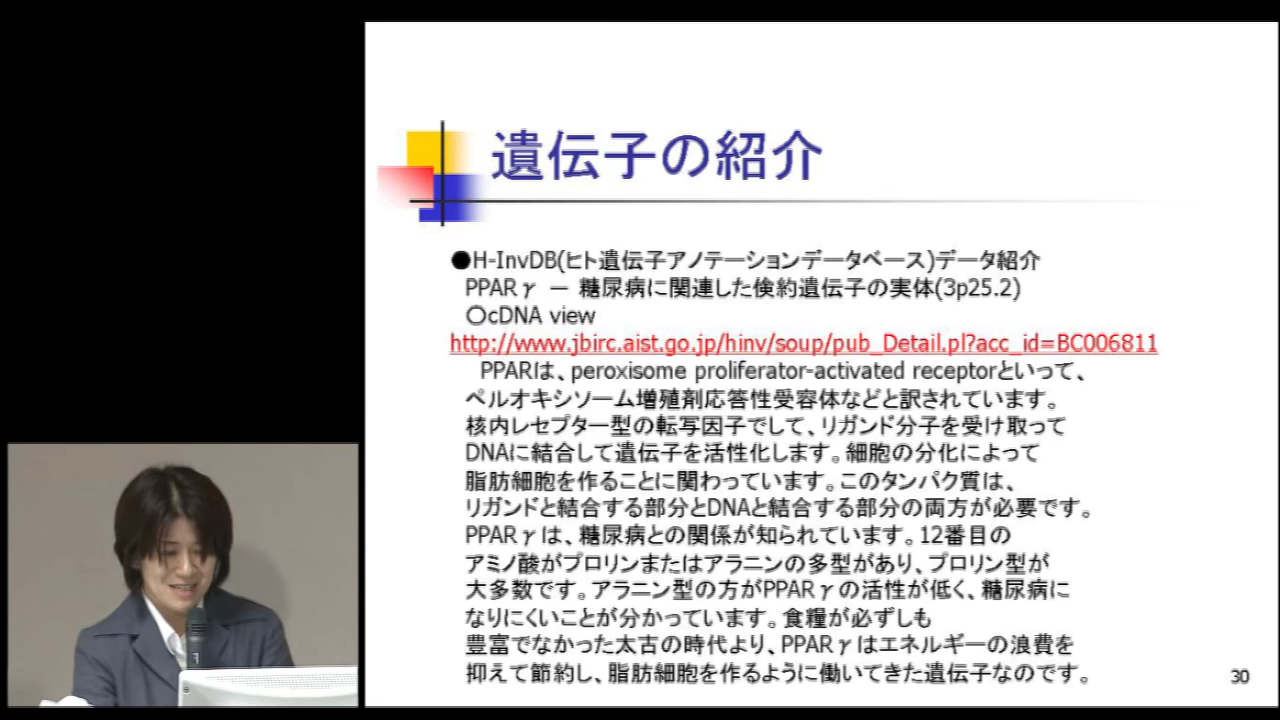 遺伝子の紹介
●H-InvDB(ヒト遺伝子アノテーションデータベース)データ紹介
PPARγ － 糖尿病に関連した倹約遺伝子の実体(3p25.2)
○cDNA view
http://www.jbirc.aist.go.jp/hinv/soup/pub_Detail.pl?acc_id=BC006811
PPARは、peroxisome proliferator-activated receptorといって、
ペルオキシソーム増殖剤応答性受容体などと訳されています。
核内レセプター型の転写因子でして、リガンド分子を受け取って
DNAに結合して遺伝子を活性化します。細胞の分化によって
脂肪細胞を作ることに関わっています。このタンパク質は、
リガンドと結合する部分とDNAと結合する部分の両方が必要です。
PPARγは、糖尿病との関係が知られています。12番目の
アミノ酸がプロリンまたはアラニンの多型があり、プロリン型が
大多数です。アラニン型の方がPPARγの活性が低く、糖尿病に
なりにくいことが分かっています。食糧が必ずしも
豊富でなかった太古の時代より、PPARγはエネルギーの浪費を
抑えて節約し、脂肪細胞を作るように働いてきた遺伝子なのです。
30